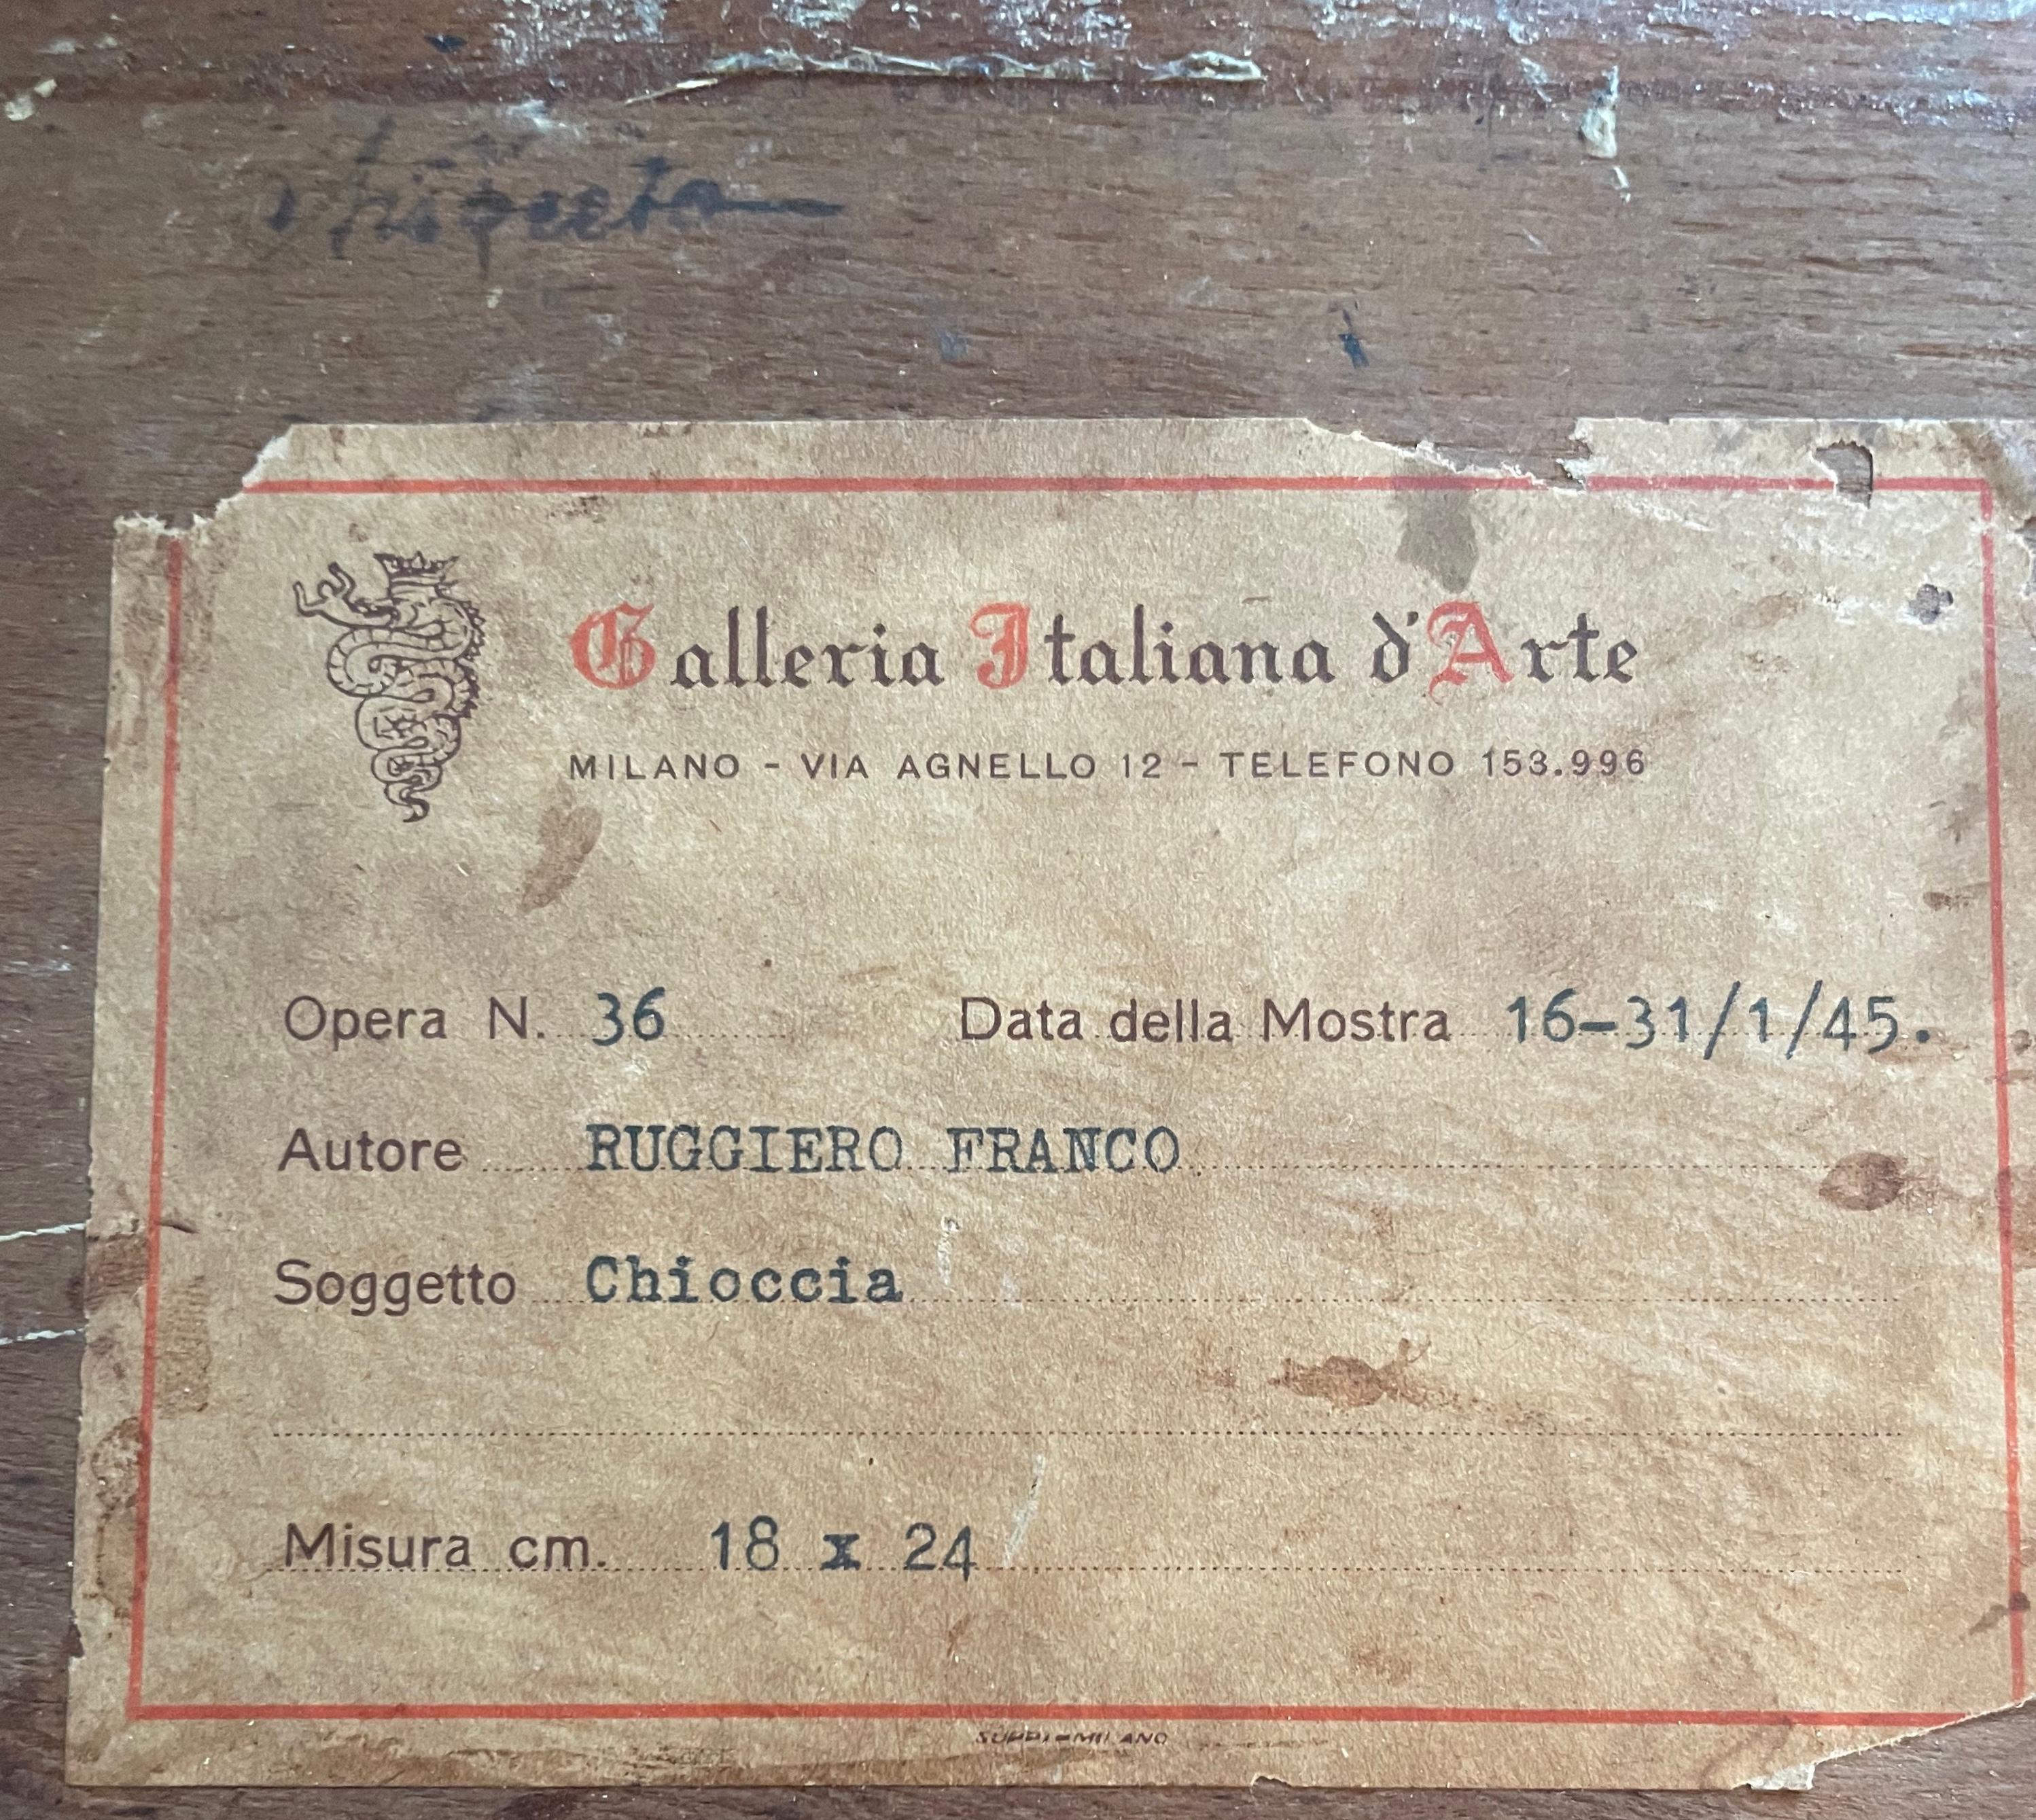 Galleria Italiana d'Arte
MILANO - VIA AGNELLO 12 - TELEFONO 153.996
Opera N. 36 Data della Mostra 16-31/1/45.
Autore RUGGIERO FRANCO
Soggetto Chioccia
Misura cm. 18 x 24